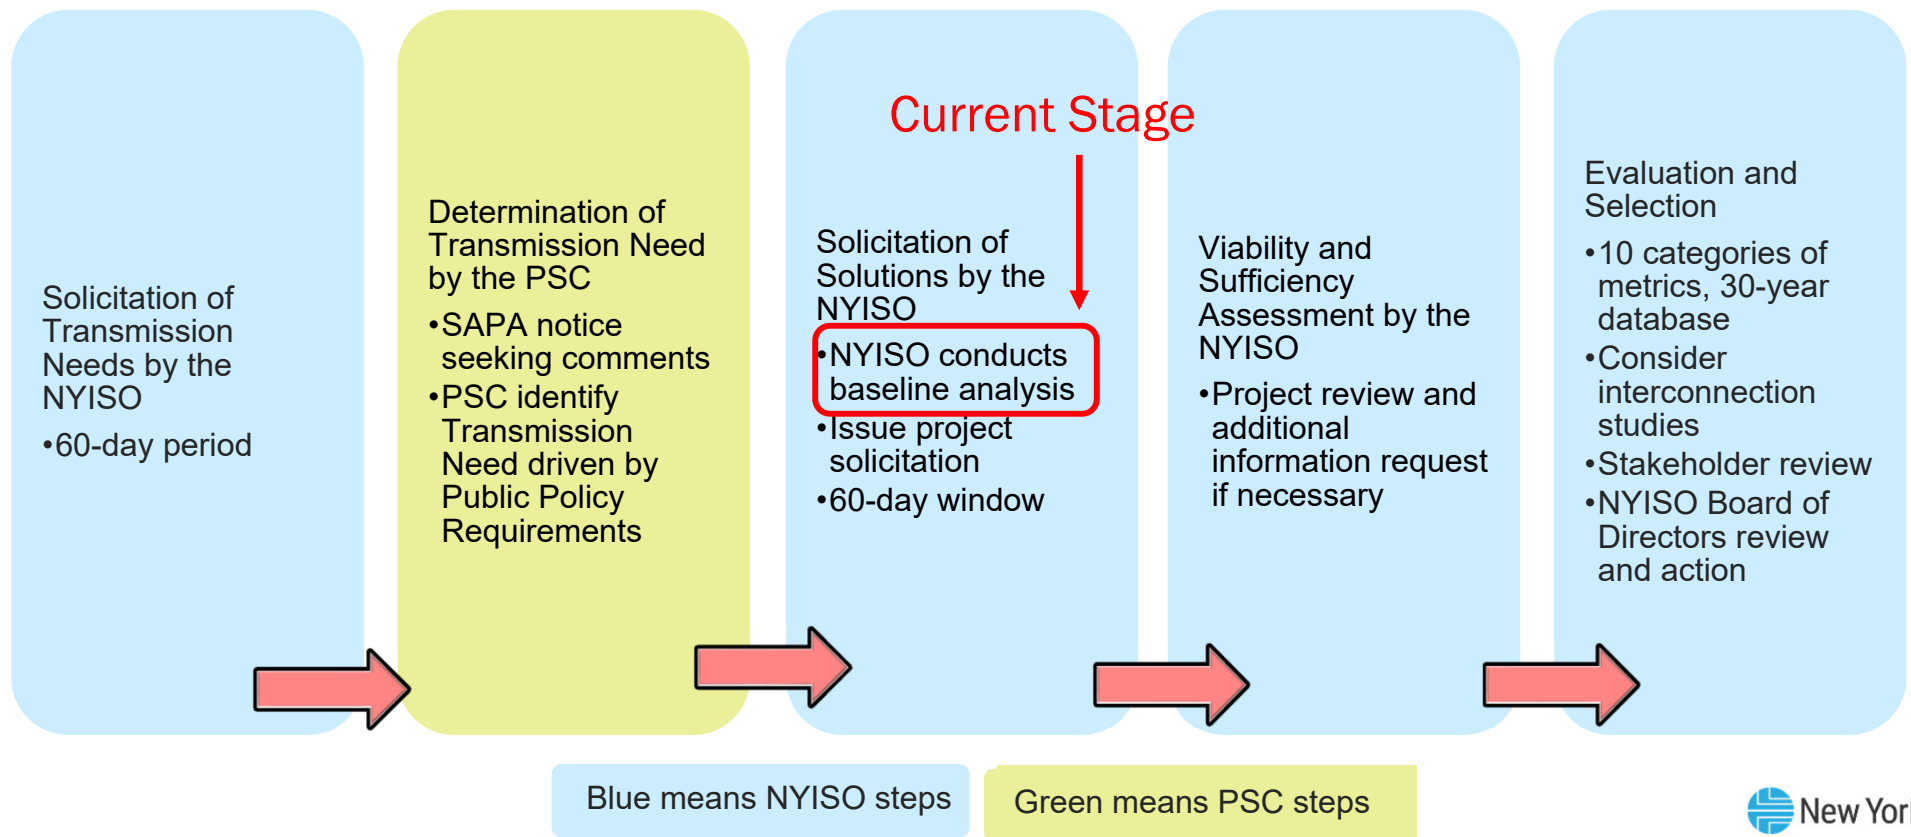 Solicitation of
Transmission
Needs by the
NYISO
•60-day period
Determination of
Transmission Need
by the PSC
•SAPA notice
seeking comments
•PSC identify
Transmission
Need driven by
Public Policy
Requirements
Current Stage
Solicitation of
Solutions by the
NYISO
•NYISO conducts
baseline analysis
•Issue project
solicitation
•60-day window
Viability and
Sufficiency
Assessment by the
NYISO
•Project review and
additional
information request
if necessary
Evaluation and
Selection
•10 categories of
metrics, 30-year
database
•Consider
interconnection
studies
•Stakeholder review
•NYISO Board of
Directors review
and action
Blue means NYISO steps
Green means PSC steps
New